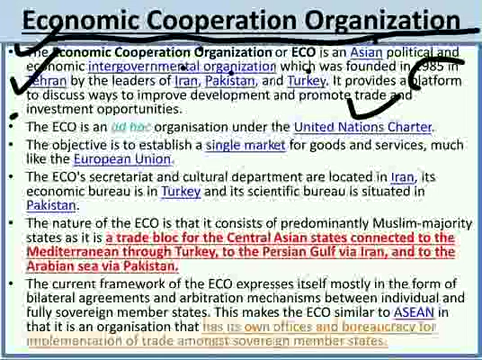 Economic Cooperation Organization
• The Economic Cooperation Organization or ECO is an Asian political and
economic intergovernmental organization which was founded in 1985 in
Tehran by the leaders of Iran, Pakistan, and Turkey. It provides a platform
to discuss ways to improve development and promote trade and
investment opportunities.
• The ECO is an ad hoc organisation under the United Nations Charter.
• The objective is to establish a single market for goods and services, much
like the European Union.
• The ECO's secretariat and cultural department are located in Iran, its
economic bureau is in Turkey and its scientific bureau is situated in
Pakistan.
• The nature of the ECO is that it consists of predominantly Muslim-majority
states as it is a trade bloc for the Central Asian states connected to the
Mediterranean through Turkey, to the Persian Gulf via Iran, and to the
Arabian sea via Pakistan.
• The current framework of the ECO expresses itself mostly in the form of
bilateral agreements and arbitration mechanisms between individual and
fully sovereign member states. This makes the ECO similar to ASEAN in
that it is an organisation that has its own offices and bureaucracy for
implementation of trade amongst sovereign member states.